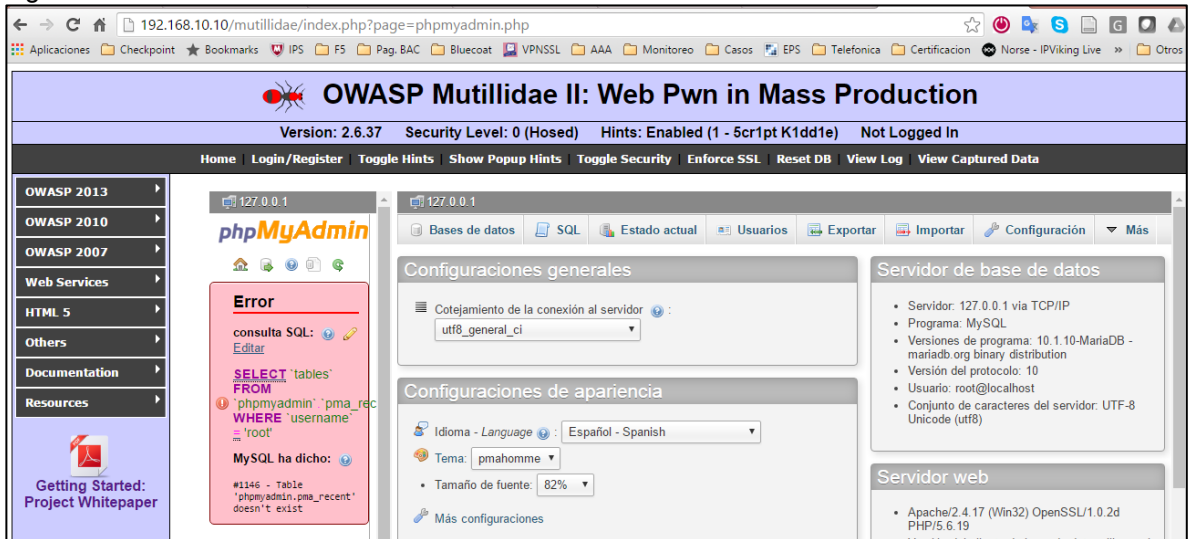 192.168.10.10/mutillidae/index.php?page=phpmyadmin.php
Aplicaciones Checkpoint Bookmarks IPS F5 Pag. BAC Bluecoat VPNSSL AAA Monitoreo Casos EPS Telefonica Certificacion Norse - IPViking Live » Otros
OWASP Mutillidae II: Web Pwn in Mass Production
Version: 2.6.37 Security Level: 0 (Hosed) Hints: Enabled (1 - 5cr1pt K1dd1e) Not Logged In
Home Login/Register Toggle Hints Show Popup Hints Toggle Security Enforce SSL Reset DB View Log View Captured Data
OWASP 2013
OWASP 2010
OWASP 2007
Web Services
HTML 5
Others
Documentation
Resources
Getting Started:
Project Whitepaper
127.0.0.1
phpMyAdmin
Error
consulta SQL:
Editar
SELECT `tables`
FROM
`phpmyadmin`.`pma_rec
WHERE `username`
= 'root'
MySQL ha dicho:
#1146 - Table
'phpmyadmin.pma_recent'
doesn't exist
127.0.0.1
Bases de datos SQL Estado actual Usuarios Exportar Importar Configuración Más
Configuraciones generales
Cotejamiento de la conexión al servidor :
utf8_general_ci
Configuraciones de apariencia
Idioma - Language : Español - Spanish
Tema: pmahomme
• Tamaño de fuente: 82%
Más configuraciones
Servidor de base de datos
• Servidor: 127.0.0.1 via TCP/IP
• Programa: MySQL
• Versiones de programa: 10.1.10-MariaDB -
mariadb.org binary distribution
• Versión del protocolo: 10
• Usuario: root@localhost
• Conjunto de caracteres del servidor: UTF-8
Unicode (utf8)
Servidor web
• Apache/2.4.17 (Win32) OpenSSL/1.0.2d
PHP/5.6.19